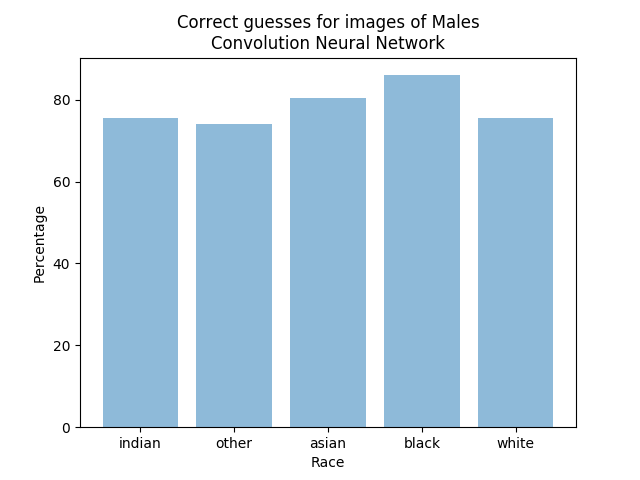 Correct guesses for images of Males
Convolution Neural Network
80
60
40
20
0
Percentage
indian other asian black white
Race